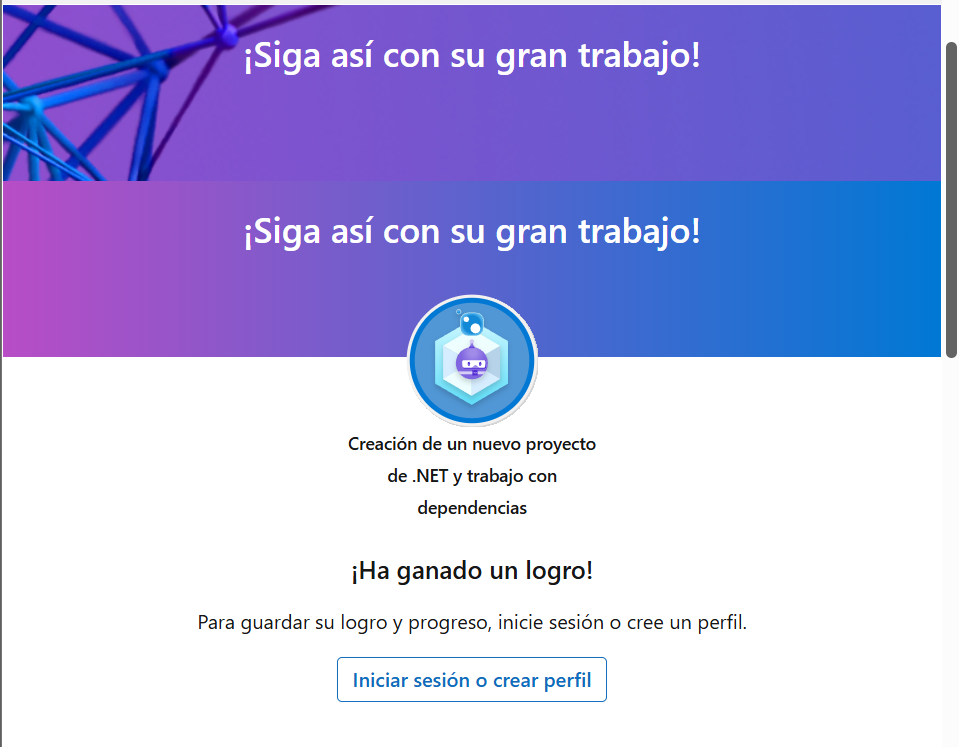 ¡Siga así con su gran trabajo!
¡Siga así con su gran trabajo!
Creación de un nuevo proyecto
de .NET y trabajo con
dependencias
¡Ha ganado un logro!
Para guardar su logro y progreso, inicie sesión o cree un perfil.
Iniciar sesión o crear perfil